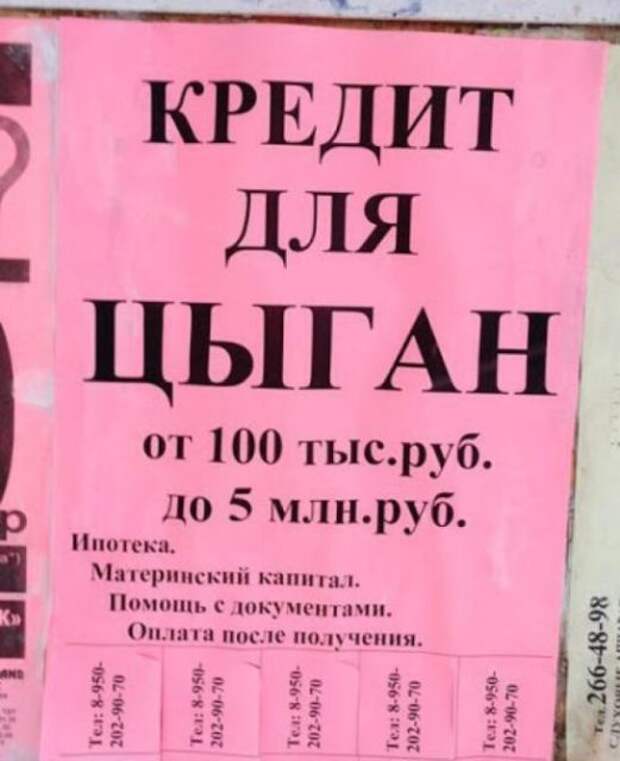 КРЕДИТ
ДЛЯ
ЦЫГАН
от 100 тыс.руб.
до 5 млн.руб.
Ипотека.
Материнский капитал.
Помощь с документами.
Оплата после получения.
Тел: 8-950-
202-90-70
Тел: 8-950-
202-90-70
Тел: 8-950-
202-90-70
Тел: 8-950-
202-90-70
Тел: 8-950-
202-90-70
Тел.266-48-98